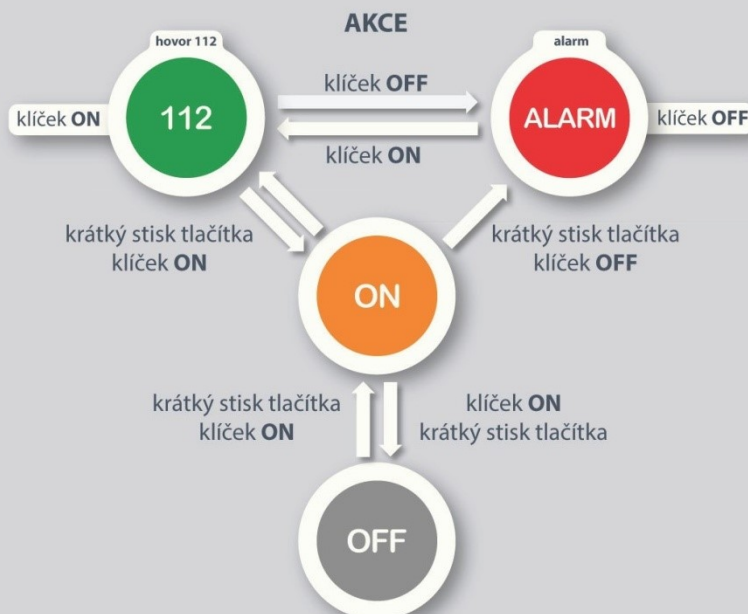 AKCE
hovor 112
alarm
klíček ON
112
klíček OFF
klíček ON
ALARM
klíček OFF
krátký stisk tlačítka
klíček ON
krátký stisk tlačítka
klíček OFF
ON
krátký stisk tlačítka
klíček ON
klíček ON
krátký stisk tlačítka
OFF